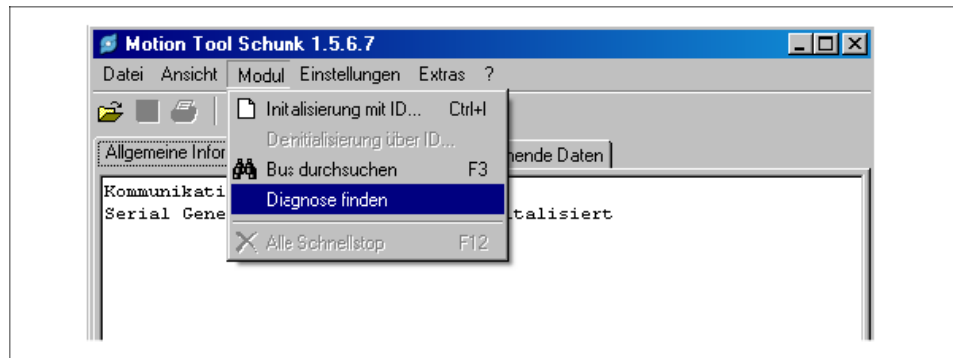 Motion Tool Schunk 1.5.6.7
Datei Ansicht Modul Einstellungen Extras ?
Initalisierung mit ID... Ctrl+I
Deinitialisierung über ID...
Bus durchsuchen F3
Diagnose finden
Alle Schnellstop F12
Allgemeine Infor
hende Daten
Kommunikati
Serial Gene
italisiert